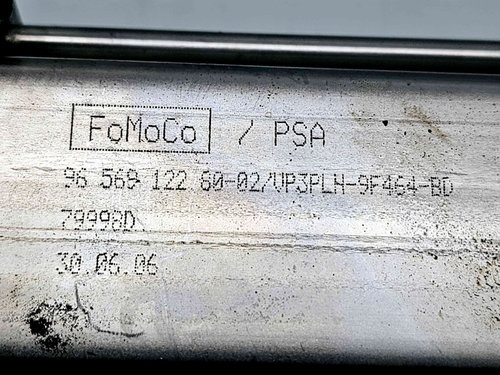 FoMoCo / PSA
96 569 122 80-02/VP3PLH-9F464-BD
79998D
30.06.06